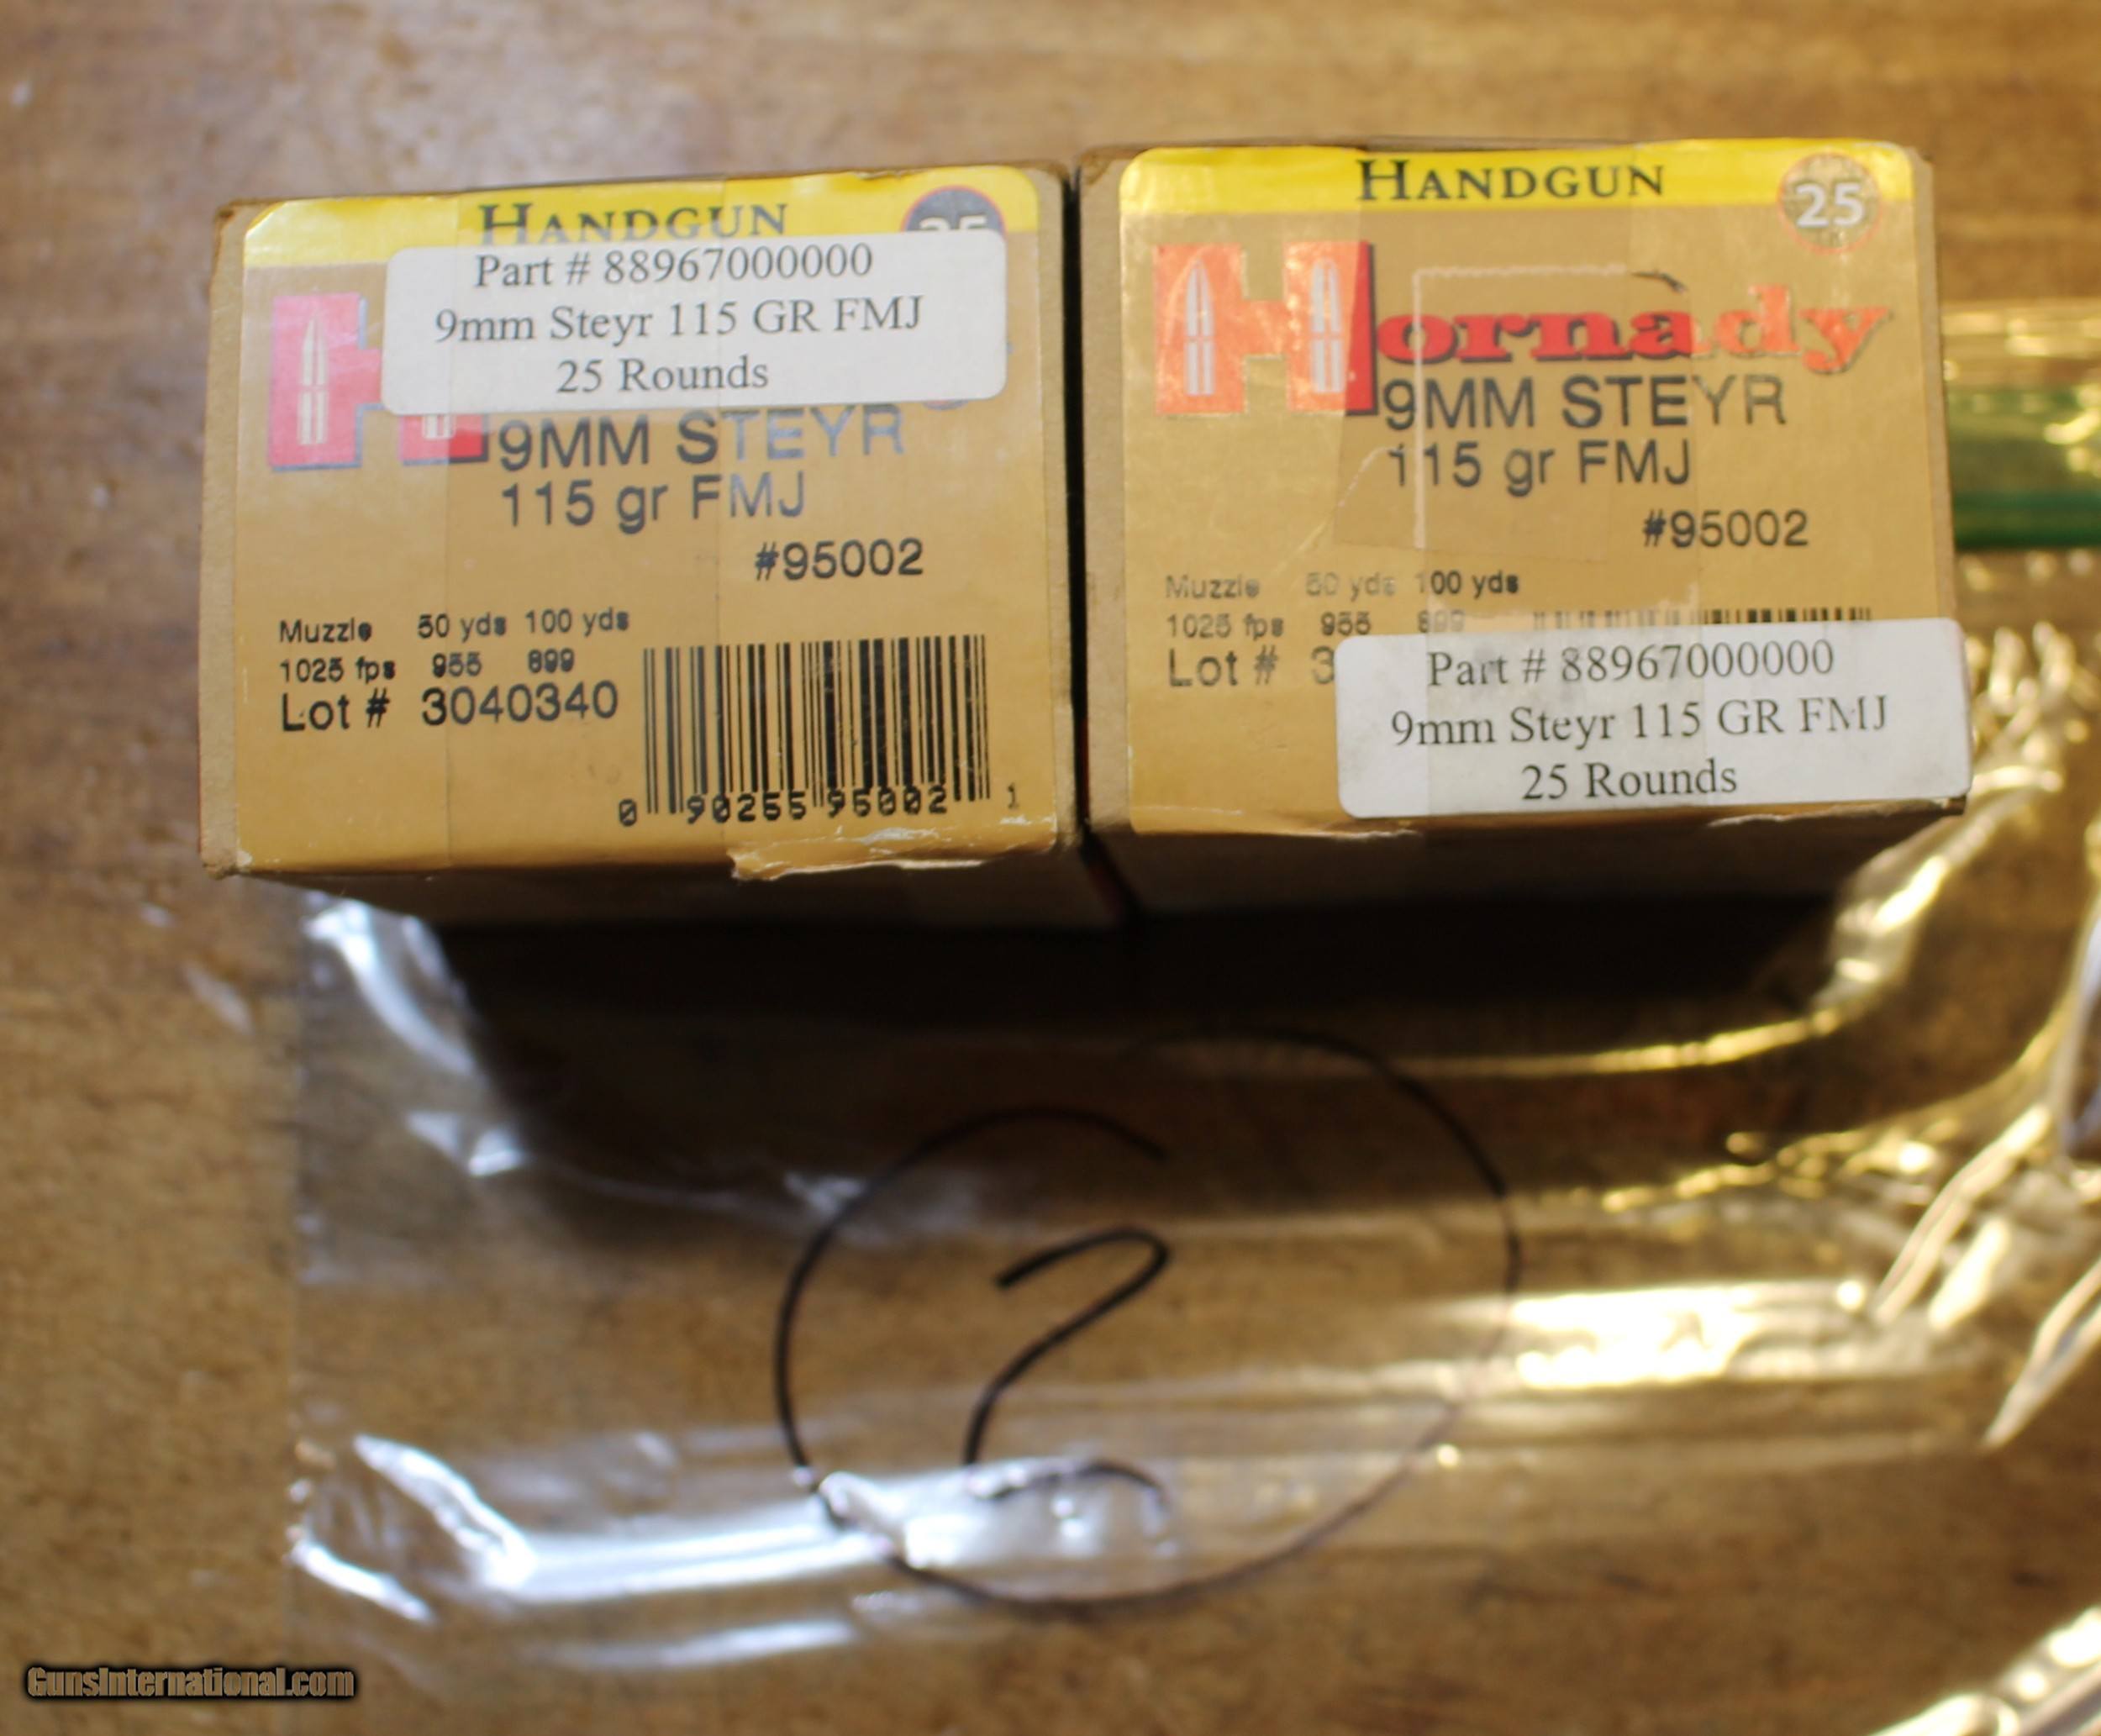 HANDGUN
Part # 88967000000
9mm Steyr 115 GR FMJ
25 Rounds
9MM STEYR
115 gr FMJ
#95002
Muzzle 50 yds 100 yds
1025 fps 955 899
Lot # 3040340
0 90255 95002 1
HANDGUN
25
Hornady
9MM STEYR
115 gr FMJ
#95002
Muzzle 50 yds 100 yds
1025 fps 955 899
Lot # 3
Part # 88967000000
9mm Steyr 115 GR FMJ
25 Rounds
2
GunsInternational.com